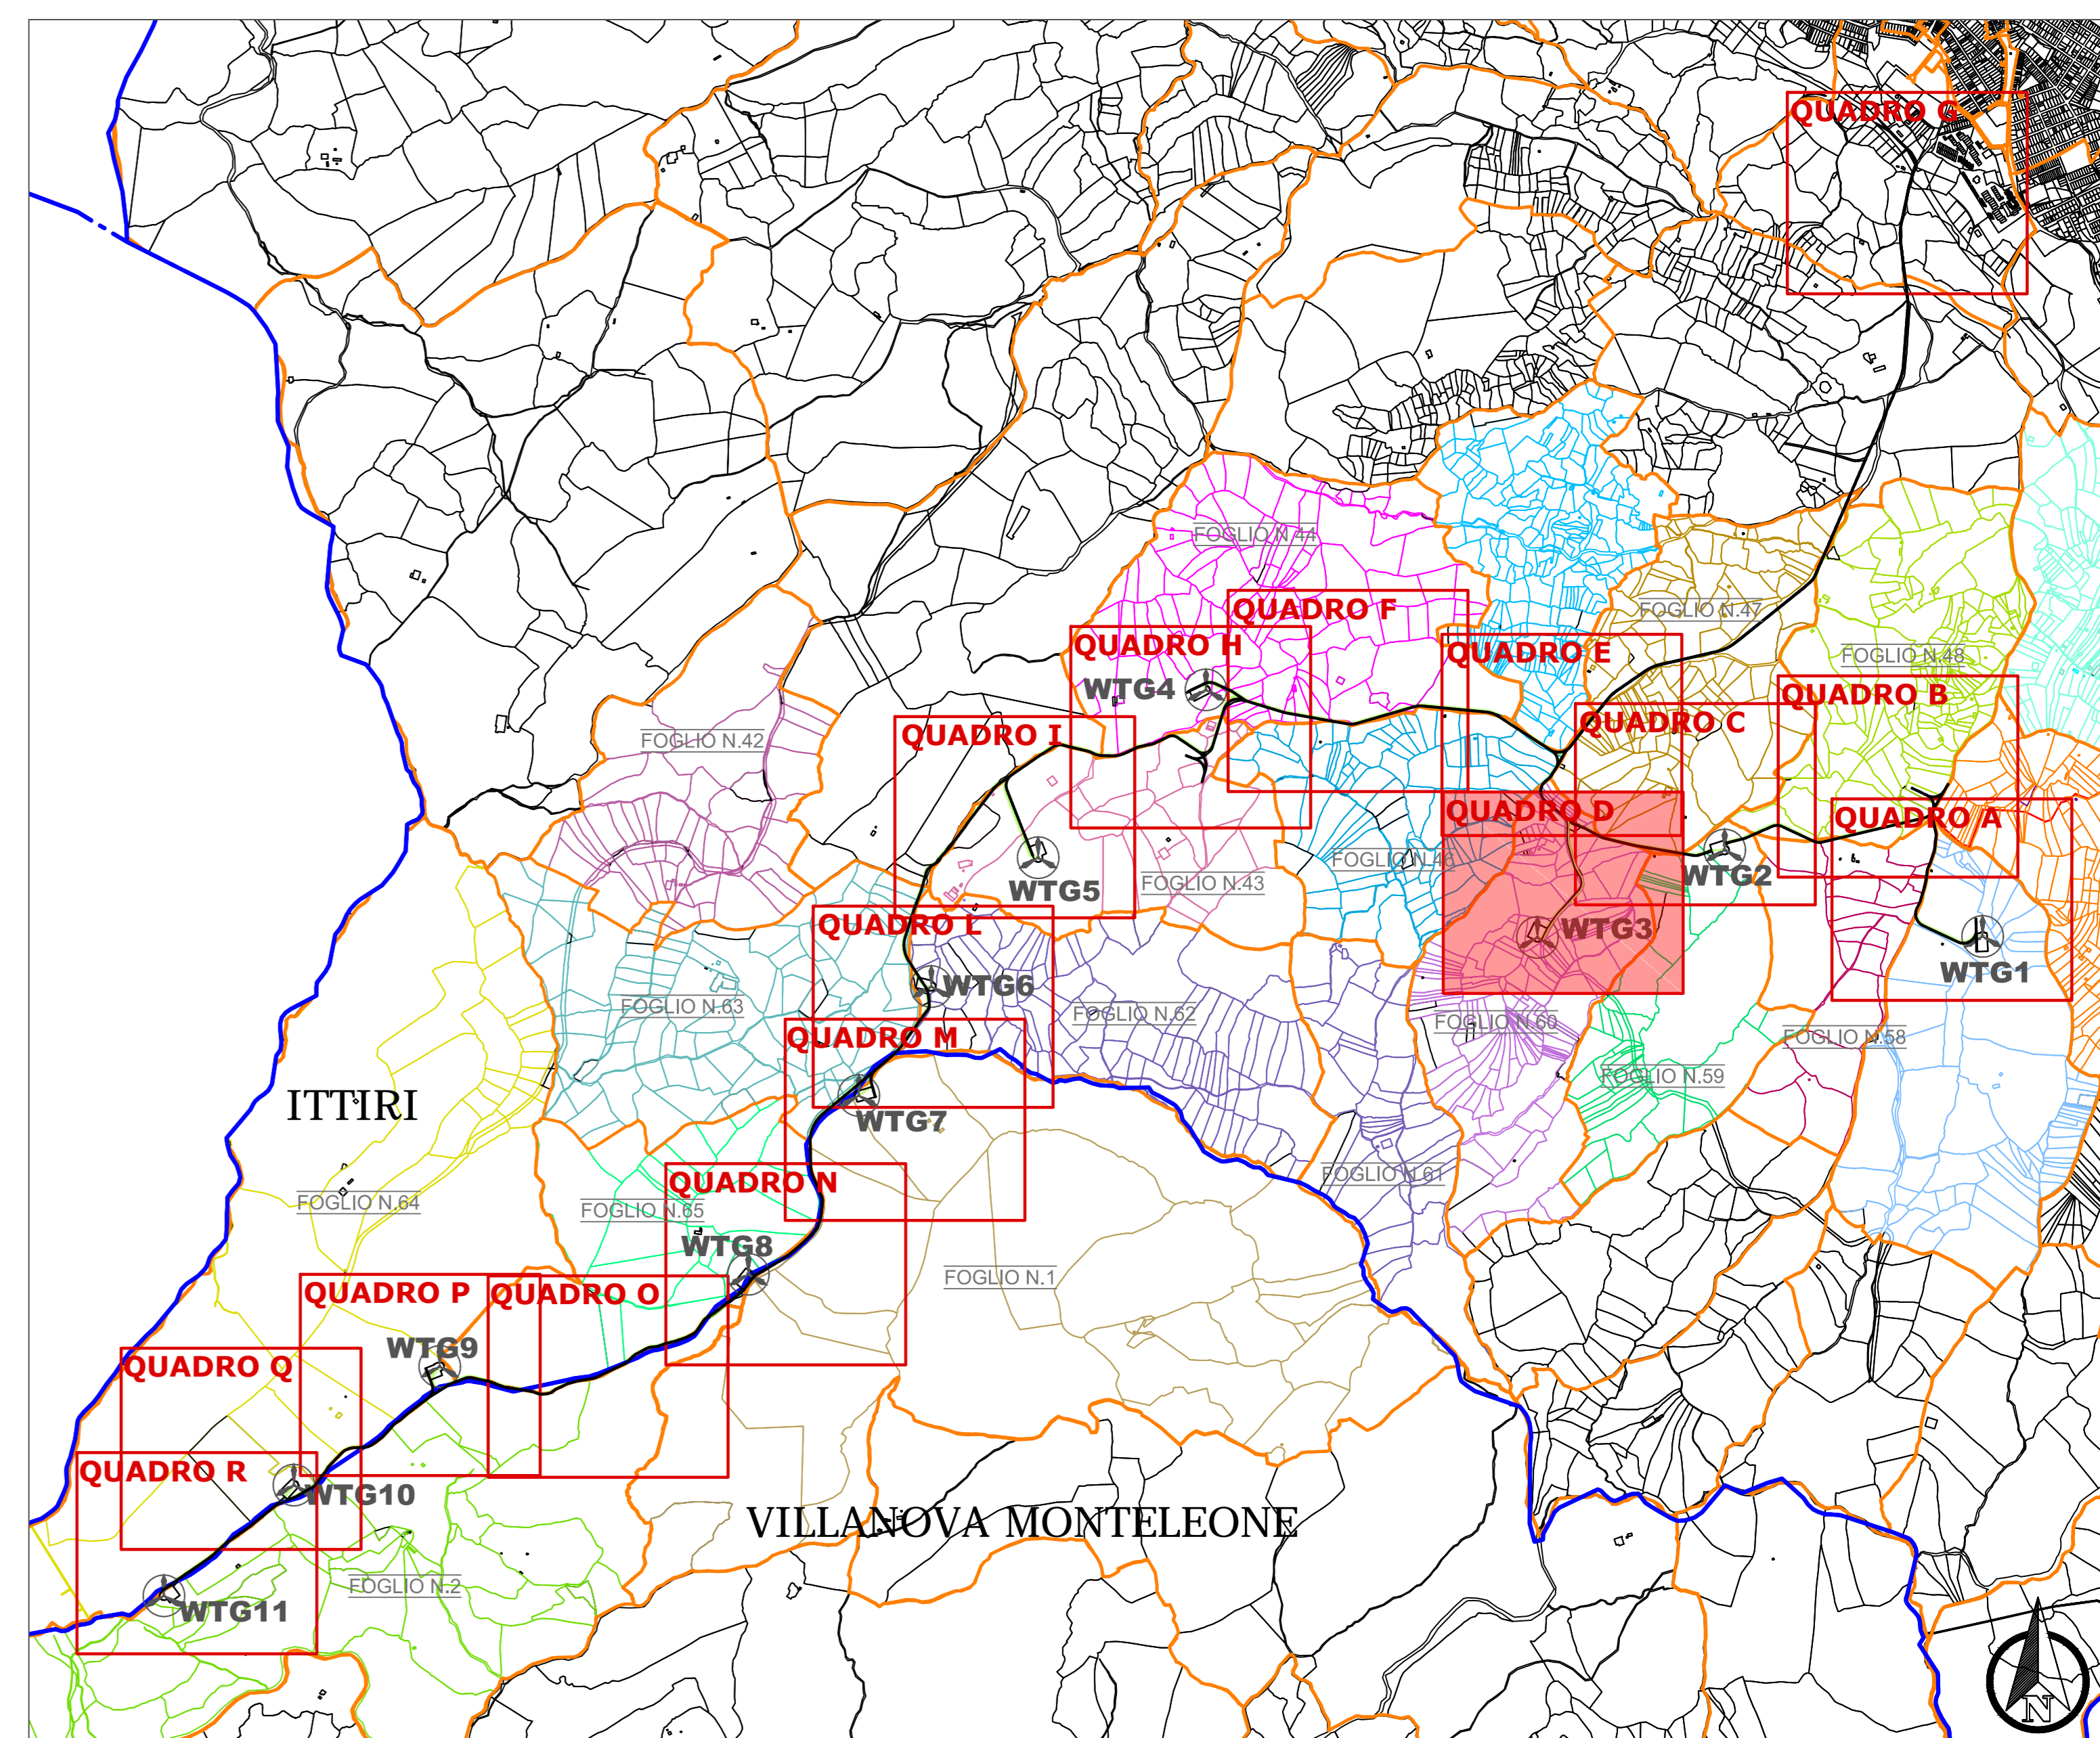 QUADRO G
FOGLIO N.44
QUADRO F
FOGLIO N.47
QUADRO H
QUADRO E
FOGLIO N.48
WTG4
QUADRO B
QUADRO C
QUADRO I
FOGLIO N.42
QUADRO D
QUADRO A
FOGLIO N.46
WTG5
FOGLIO N.43
WTG2
QUADRO L
WTG3
WTG1
WTG6
FOGLIO N.63
FOGLIO N.62
FOGLIO N.60
QUADRO M
FOGLIO N.58
FOGLIO N.59
ITTIRI
WTG7
FOGLIO N.61
QUADRO N
FOGLIO N.64
FOGLIO N.65
WTG8
FOGLIO N.1
QUADRO P
QUADRO O
WTG9
QUADRO Q
QUADRO R
WTG10
VILLANOVA MONTELEONE
FOGLIO N.2
WTG11
N